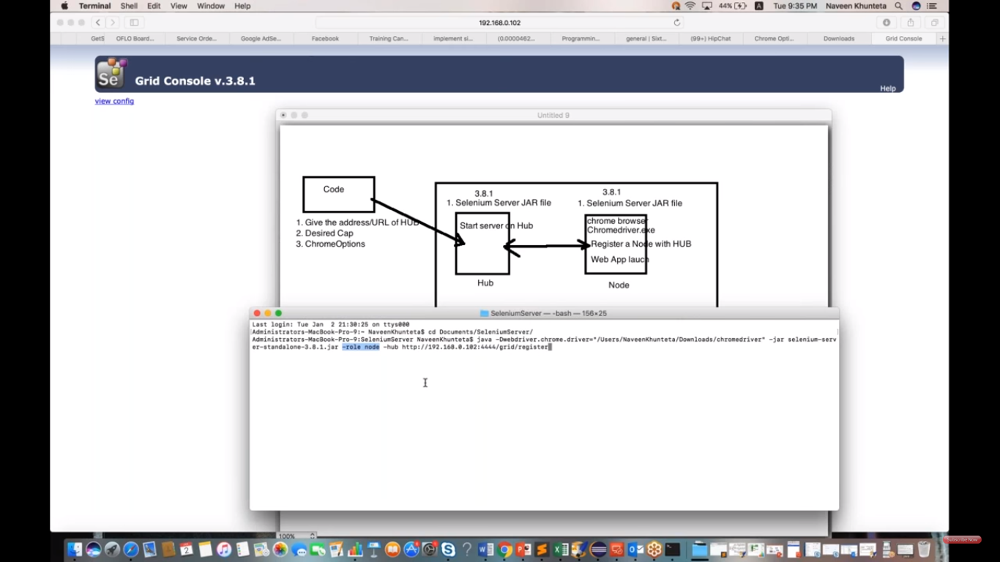 Terminal Shell Edit View Window Help 44% A Tue 9:35 PM Naveen Khunteta
192.168.0.102
GetS OFLO Board... Service Orde... Google AdSe... Facebook Training Can... implement si... (0.0000462... Programmin... general | Sixt... (99+) HipChat Chrome Opti... Downloads Grid Console
Se Grid Console v.3.8.1
Help
view config
Untitled 9
Code
1. Give the address/URL of HUB
2. Desired Cap
3. ChromeOptions
3.8.1
1. Selenium Server JAR file
Start server on Hub
Hub
3.8.1
1. Selenium Server JAR file
chrome browser
Chromedriver.exe
Register a Node with HUB
Web App lauch
Node
SeleniumServer — -bash — 156×25
Last login: Tue Jan 2 21:30:25 on ttys000
Administrators-MacBook-Pro-9:~ NaveenKhunteta$ cd Documents/SeleniumServer/
Administrators-MacBook-Pro-9:SeleniumServer NaveenKhunteta$ java -Dwebdriver.chrome.driver="/Users/NaveenKhunteta/Downloads/chromedriver" -jar selenium-serv
er-standalone-3.8.1.jar -role node -hub http://192.168.0.102:4444/grid/register
100%
2
Subscribe Now